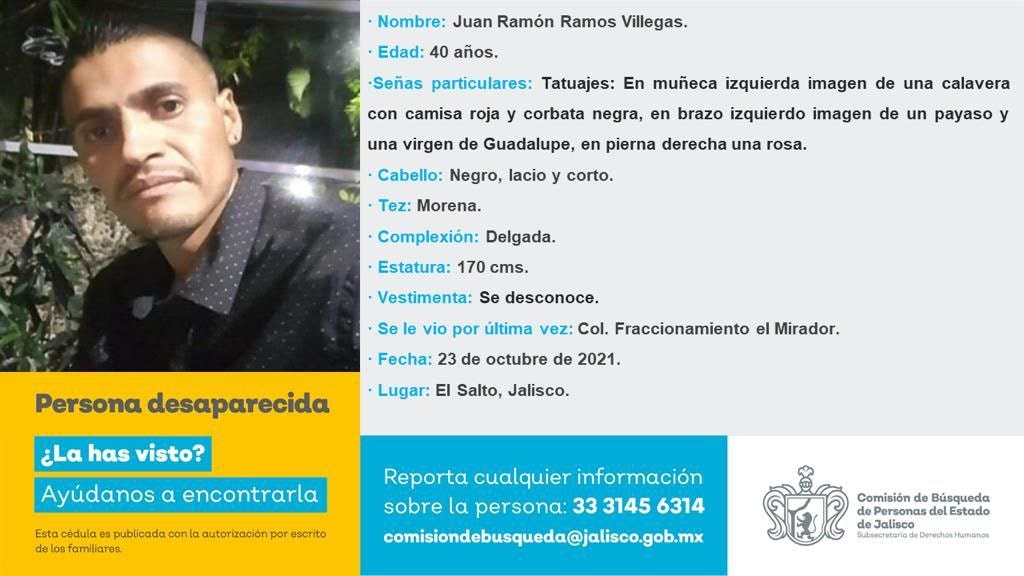 · Nombre: Juan Ramón Ramos Villegas.
· Edad: 40 años.
·Señas particulares: Tatuajes: En muñeca izquierda imagen de una calavera
con camisa roja y corbata negra, en brazo izquierdo imagen de un payaso y
una virgen de Guadalupe, en pierna derecha una rosa.
· Cabello: Negro, lacio y corto.
· Tez: Morena.
· Complexión: Delgada.
· Estatura: 170 cms.
· Vestimenta: Se desconoce.
· Se le vio por última vez: Col. Fraccionamiento el Mirador.
· Fecha: 23 de octubre de 2021.
· Lugar: El Salto, Jalisco.
Persona desaparecida
¿La has visto?
Ayúdanos a encontrarla
Esta cédula es publicada con la autorización por escrito
de los familiares.
Reporta cualquier información
sobre la persona: 33 3145 6314
comisiondebusqueda@jalisco.gob.mx
Comisión de Búsqueda
de Personas del Estado
de Jalisco
Subsecretaría de Derechos Humanos